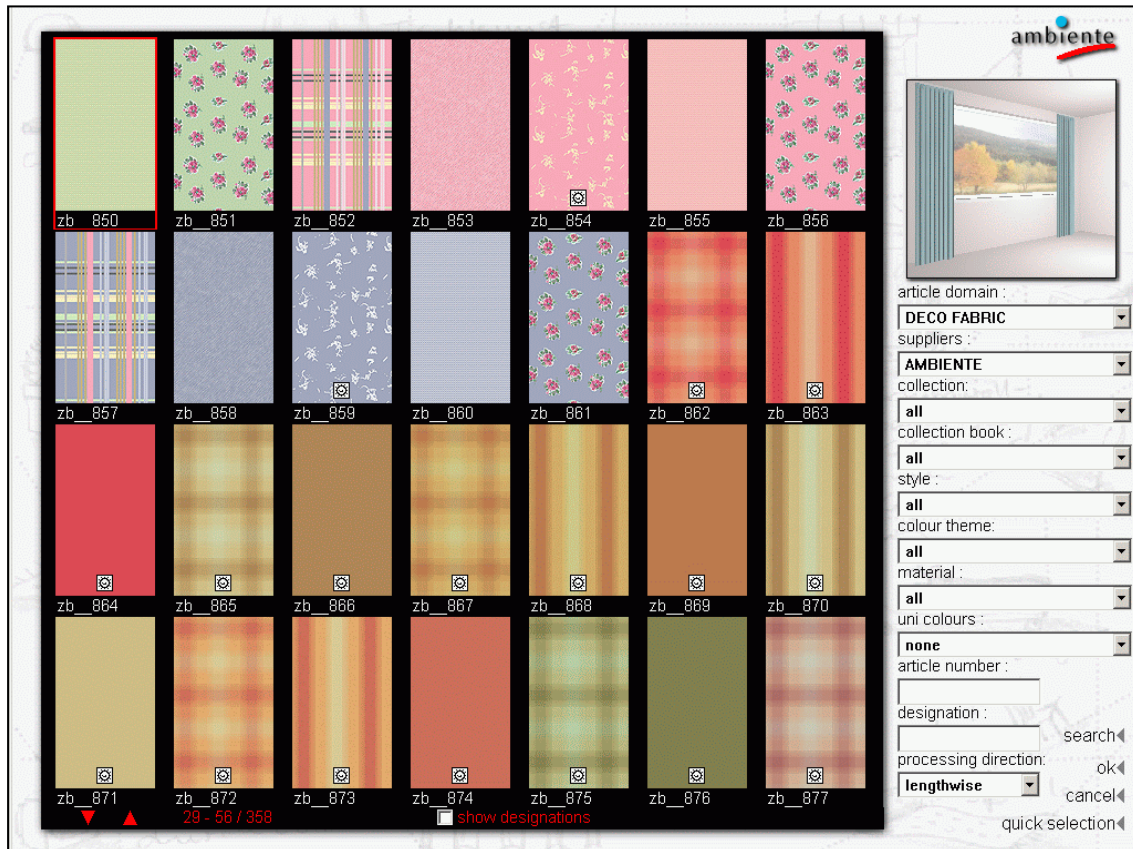 ambiente
zb__850 zb__851 zb__852 zb__853 zb__854 zb__855 zb__856
zb__857 zb__858 zb__859 zb__860 zb__861 zb__862 zb__863
zb__864 zb__865 zb__866 zb__867 zb__868 zb__869 zb__870
zb__871 zb__872 zb__873 zb__874 zb__875 zb__876 zb__877
29 - 56 / 358 show designations
article domain :
DECO FABRIC
suppliers :
AMBIENTE
collection:
all
collection book :
all
style :
all
colour theme:
all
material :
all
uni colours :
none
article number :
designation :
search
processing direction:
ok
lengthwise
cancel
quick selection